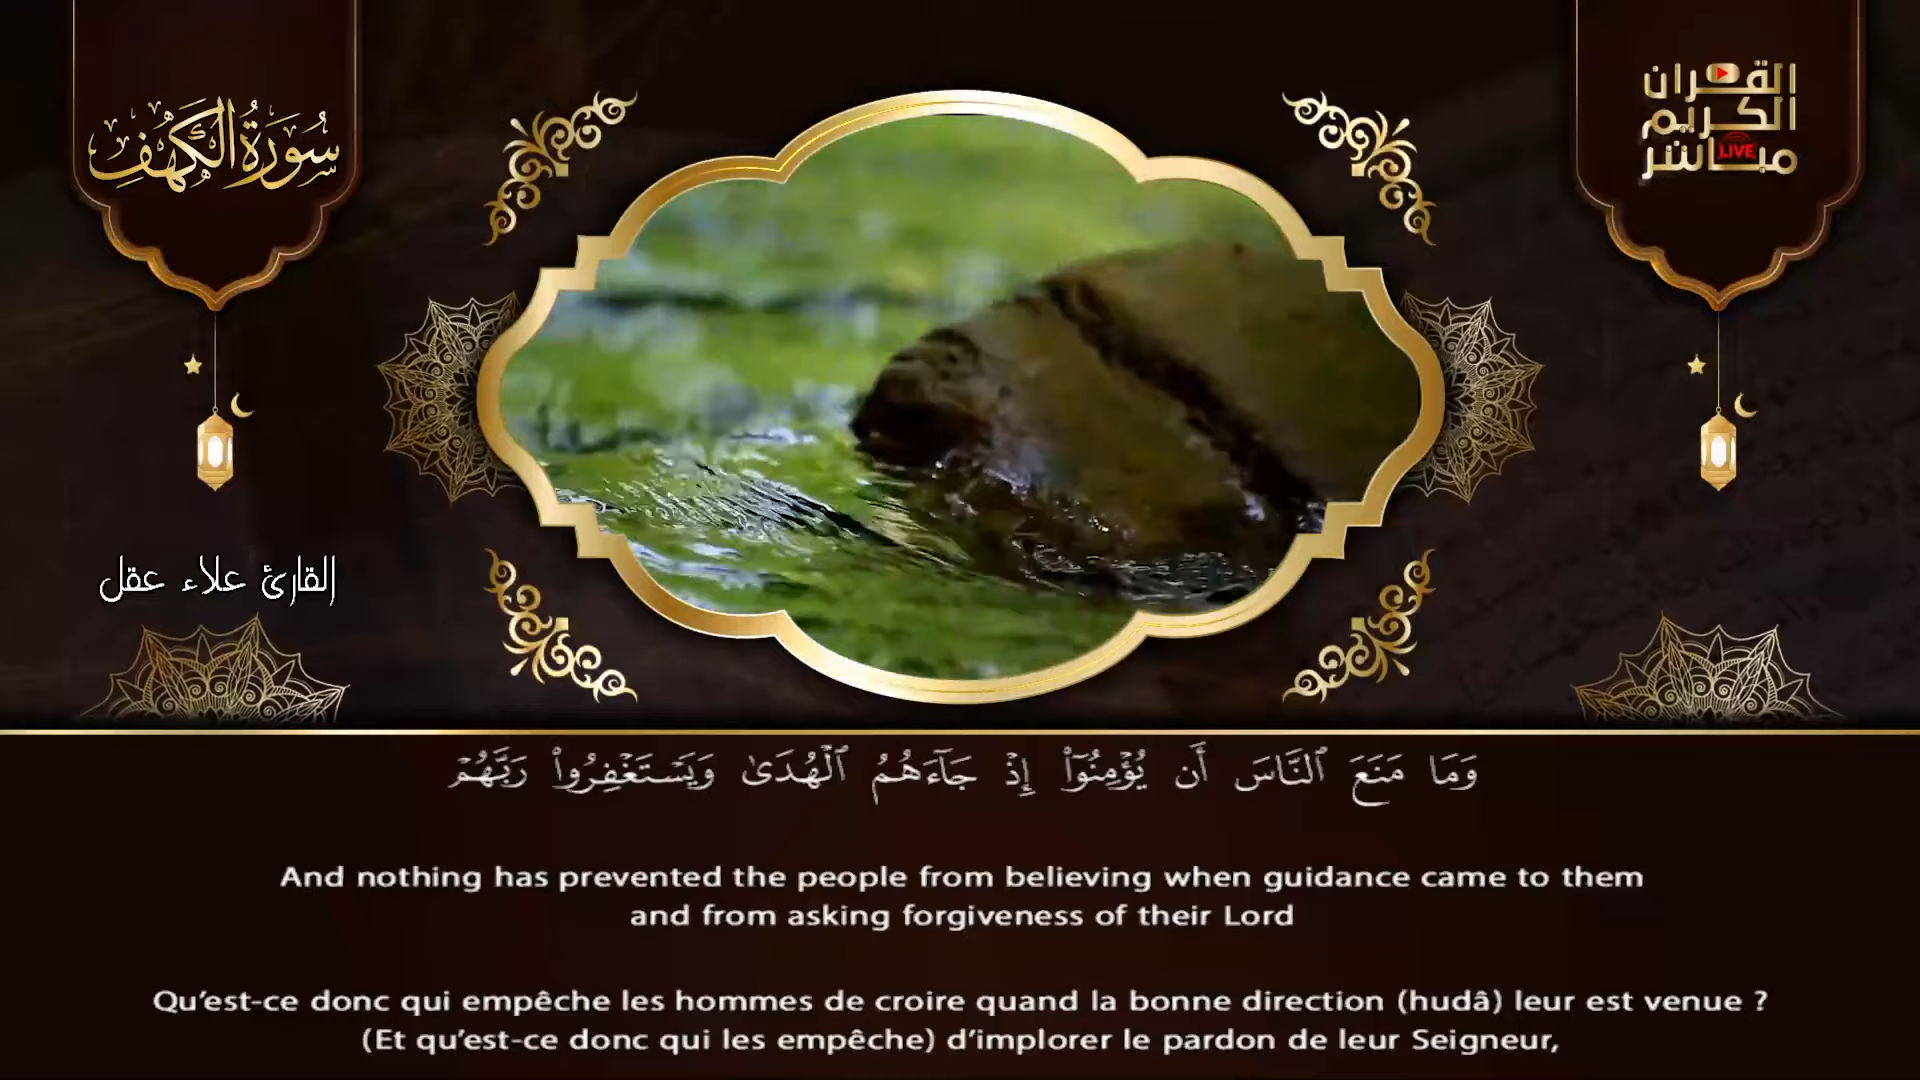 سُورَةُ الكَهْفِ
القرآن
الكريم
مباشر
LIVE
القارئ علاء عقل
وَمَا مَنَعَ ٱلنَّاسَ أَن يُؤْمِنُوٓا۟ إِذْ جَآءَهُمُ ٱلْهُدَىٰ وَيَسْتَغْفِرُوا۟ رَبَّهُمْ
And nothing has prevented the people from believing when guidance came to them
and from asking forgiveness of their Lord
Qu’est-ce donc qui empêche les hommes de croire quand la bonne direction (hudâ) leur est venue ?
(Et qu’est-ce donc qui les empêche) d’implorer le pardon de leur Seigneur,